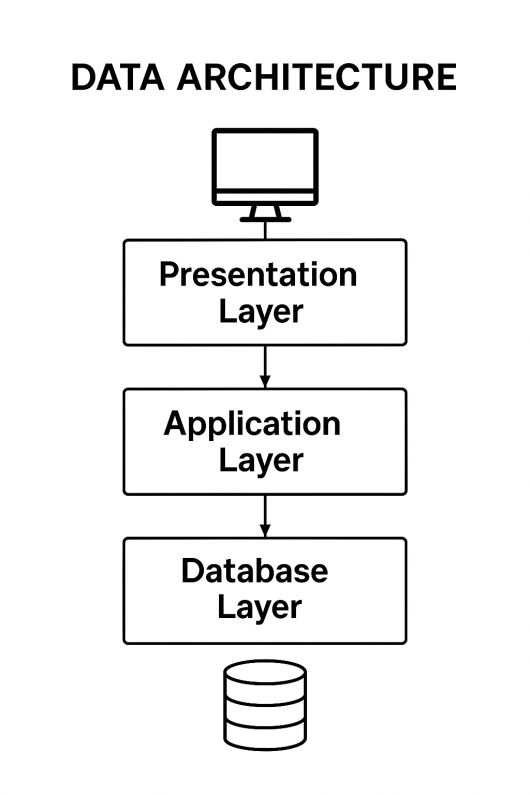 DATA ARCHITECTURE
Presentation
Layer
Application
Layer
Database
Layer